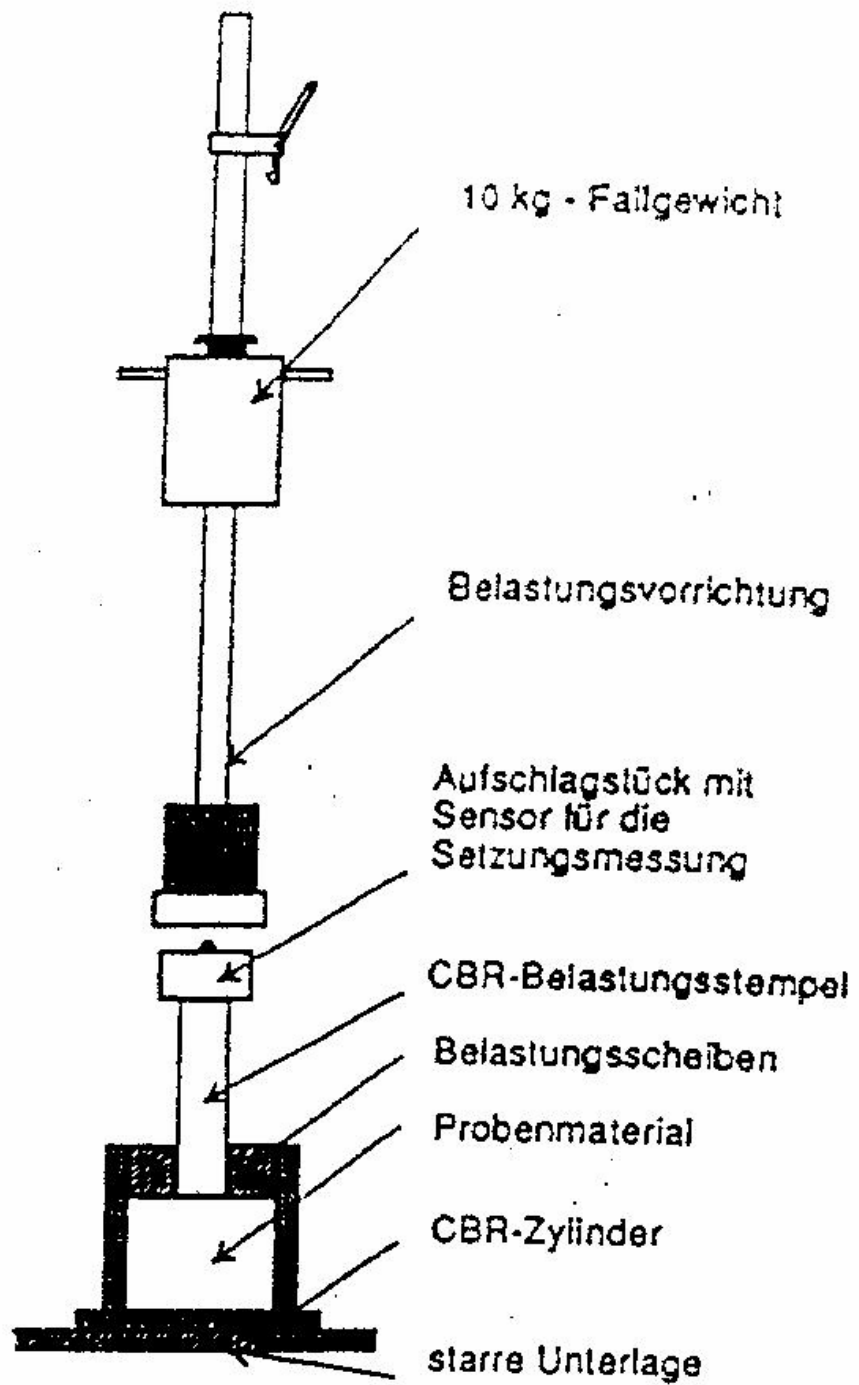 10 kg - Fallgewicht
Belastungsvorrichtung
Aufschlagstück mit
Sensor für die
Setzungsmessung
CBR-Belastungsstempel
Belastungsscheiben
Probenmaterial
CBR-Zylinder
starre Unterlage